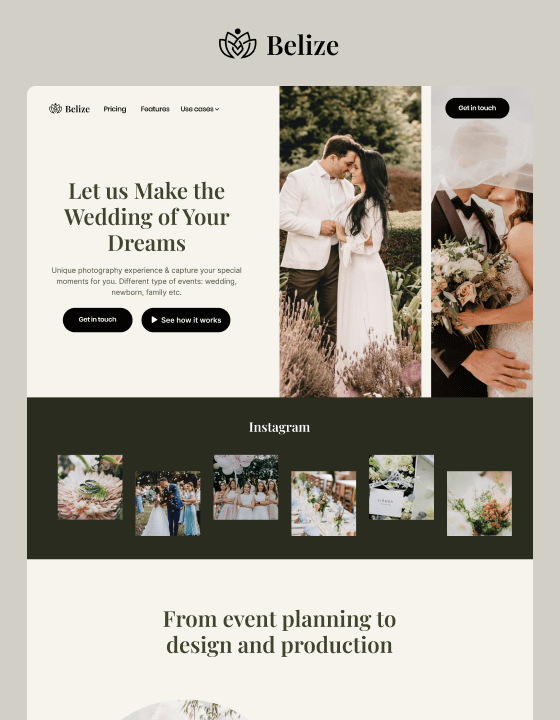 Belize
Belize Pricing Features Use cases
Get in touch
Let us Make the
Wedding of Your
Dreams
Unique photography experience & capture your special
moments for you. Different type of events: wedding,
newborn, family etc.
Get in touch
See how it works
Instagram
From event planning to
design and production